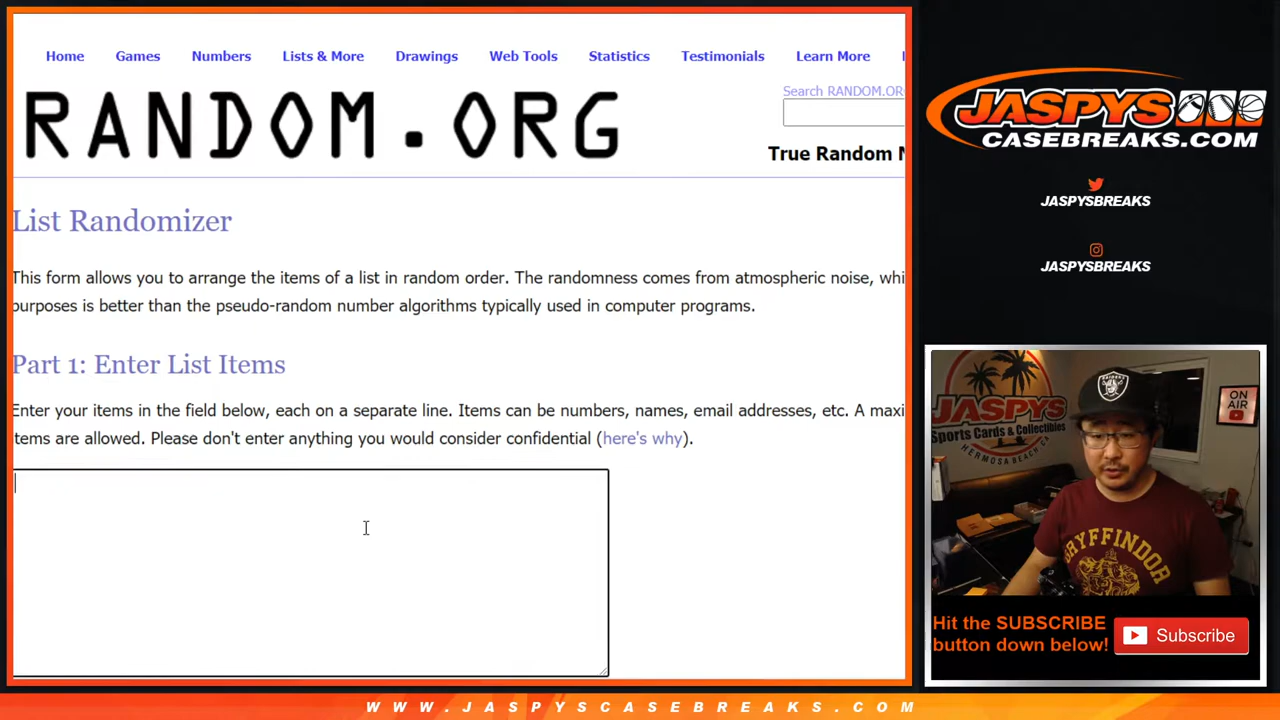 Home Games Numbers Lists & More Drawings Web Tools Statistics Testimonials Learn More
RANDOM.ORG
Search RANDOM.OR
True Random
List Randomizer
This form allows you to arrange the items of a list in random order. The randomness comes from atmospheric noise, whi
purposes is better than the pseudo-random number algorithms typically used in computer programs.
Part 1: Enter List Items
Enter your items in the field below, each on a separate line. Items can be numbers, names, email addresses, etc. A maxi
items are allowed. Please don't enter anything you would consider confidential (here's why).
JASPYS
CASEBREAKS.COM
JASPYSBREAKS
JASPYSBREAKS
JASPYS
Sports Cards & Collectibles
HERMOSA BEACH, CA
ON
AIR
RAIDERS
GRYFFINDOR
Hit the SUBSCRIBE
button down below!
Subscribe
WWW.JASPYSCASEBREAKS.COM